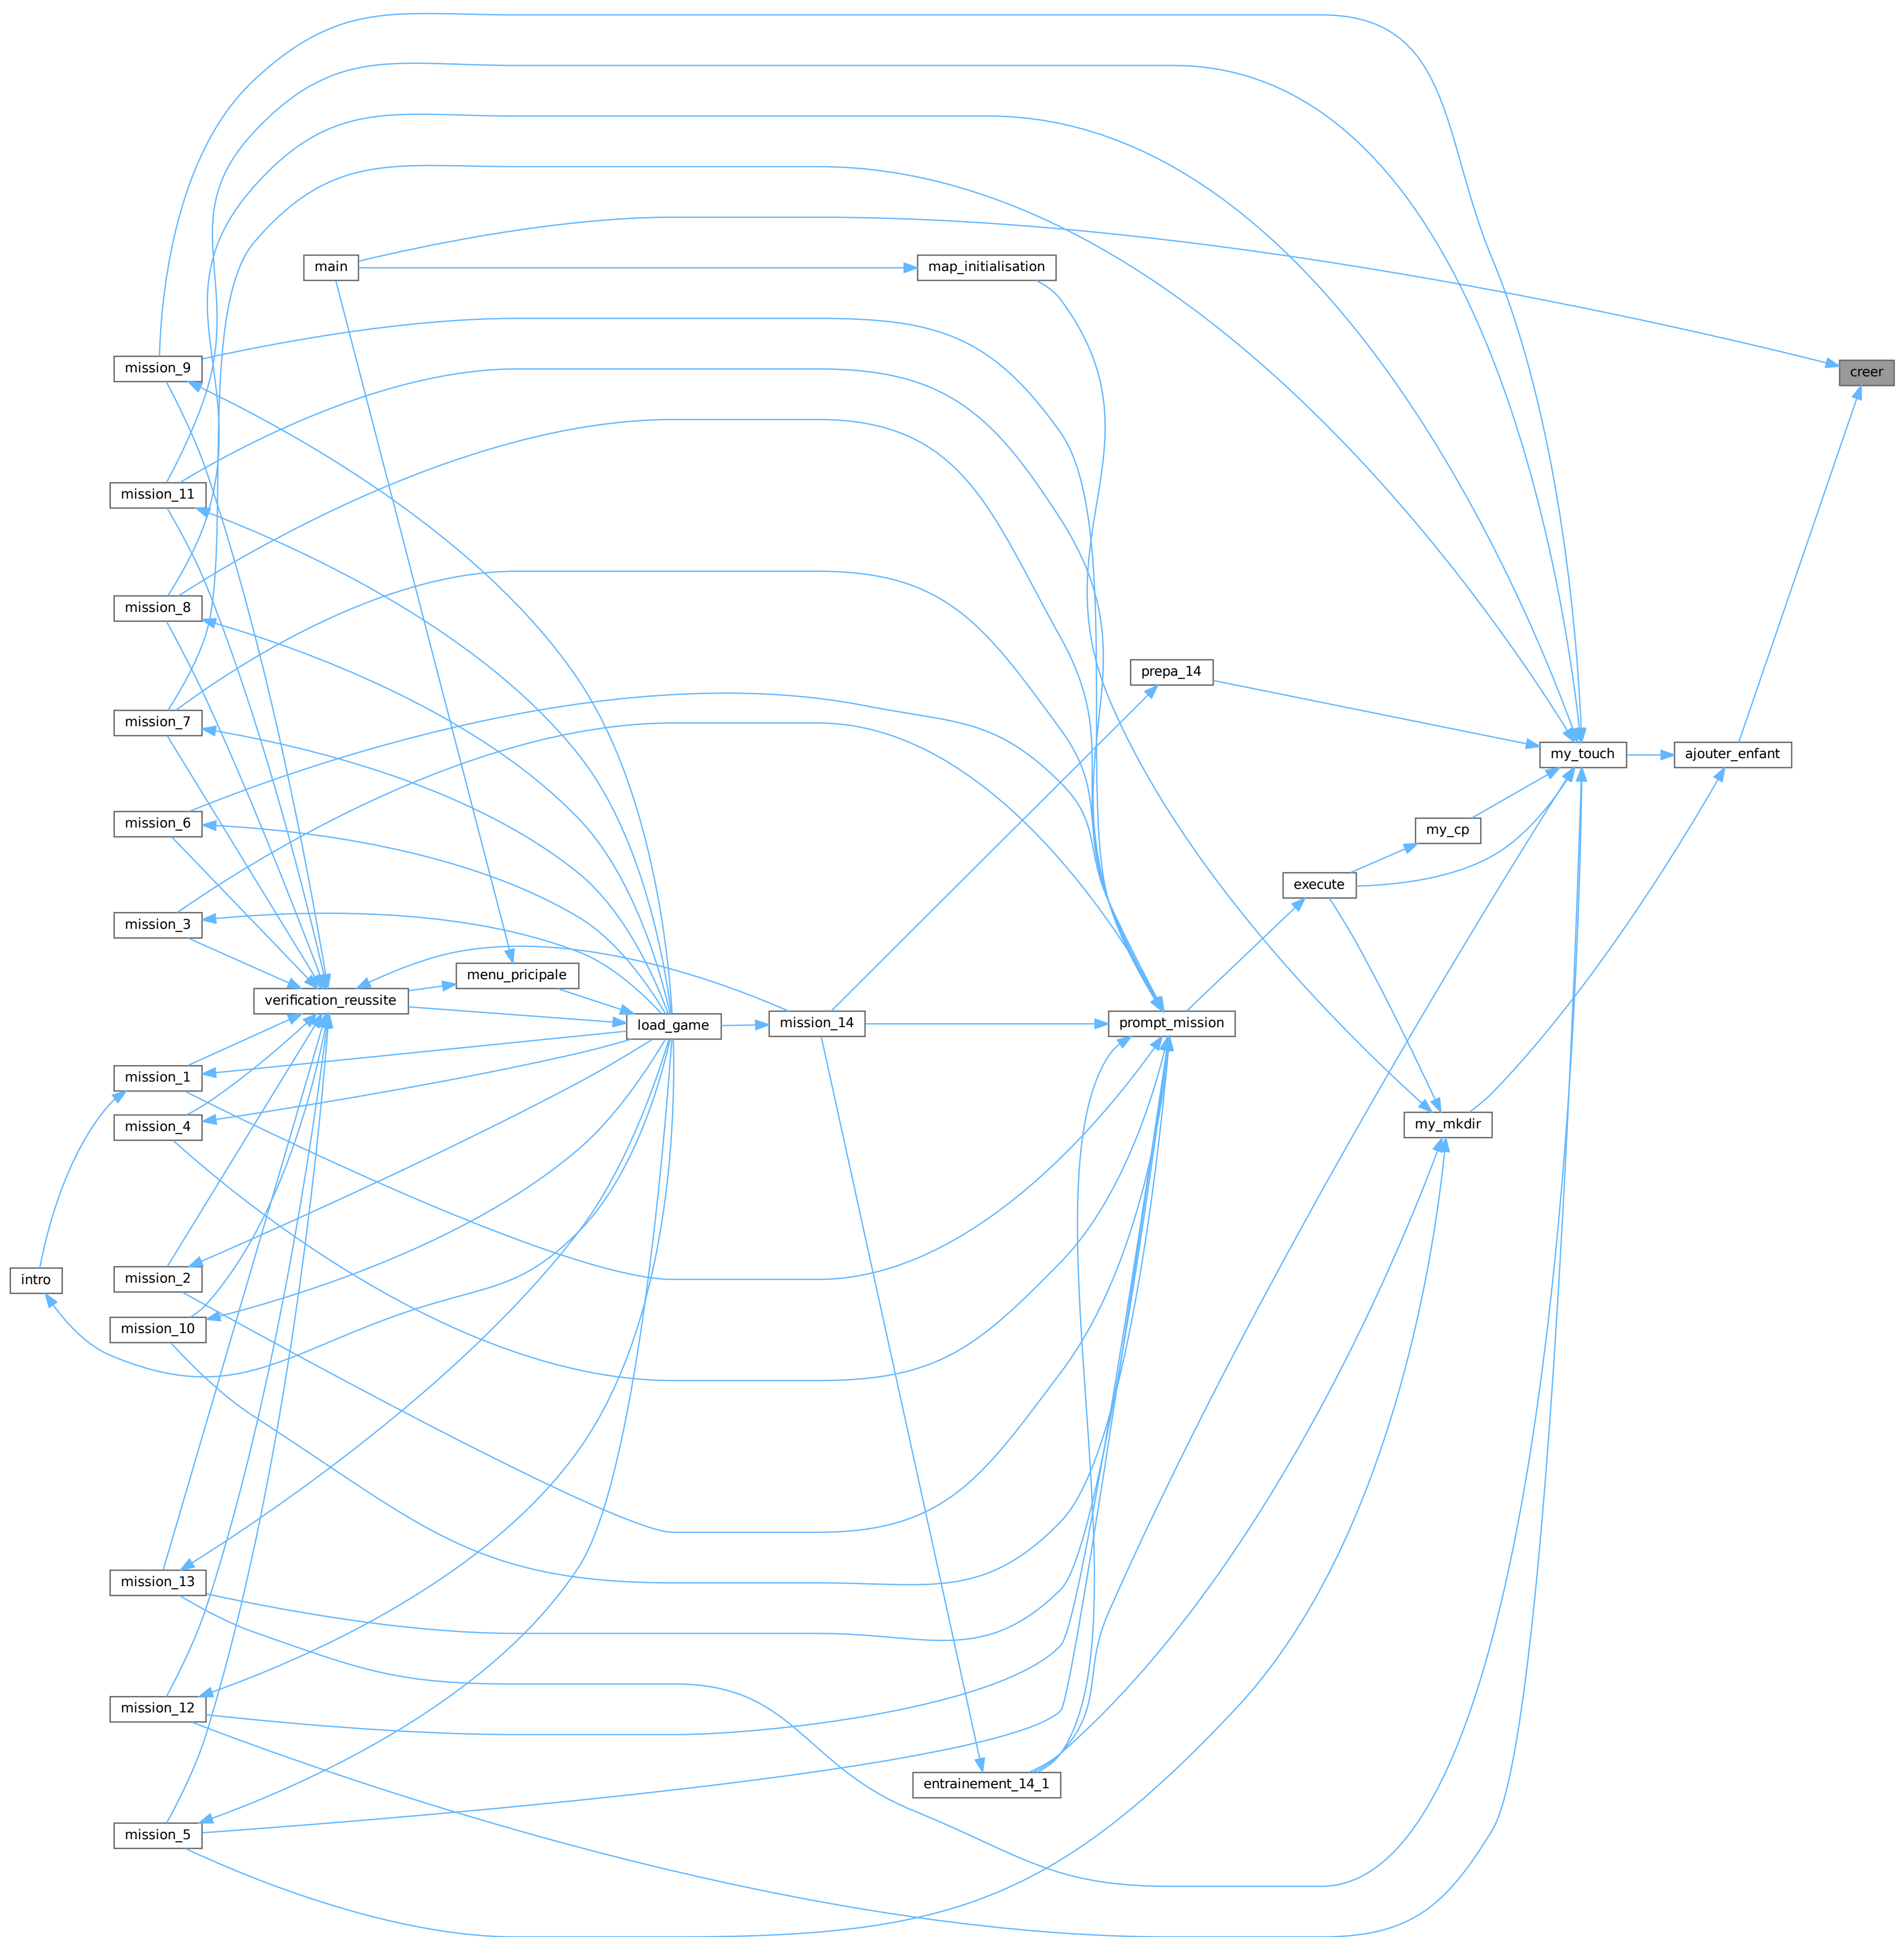 main
map_initialisation
mission_9
creer
mission_11
mission_8
prepa_14
mission_7
my_touch
ajouter_enfant
mission_6
my_cp
execute
mission_3
menu_pricipale
verification_reussite
load_game
mission_14
prompt_mission
mission_1
mission_4
my_mkdir
intro
mission_2
mission_10
mission_13
mission_12
entrainement_14_1
mission_5